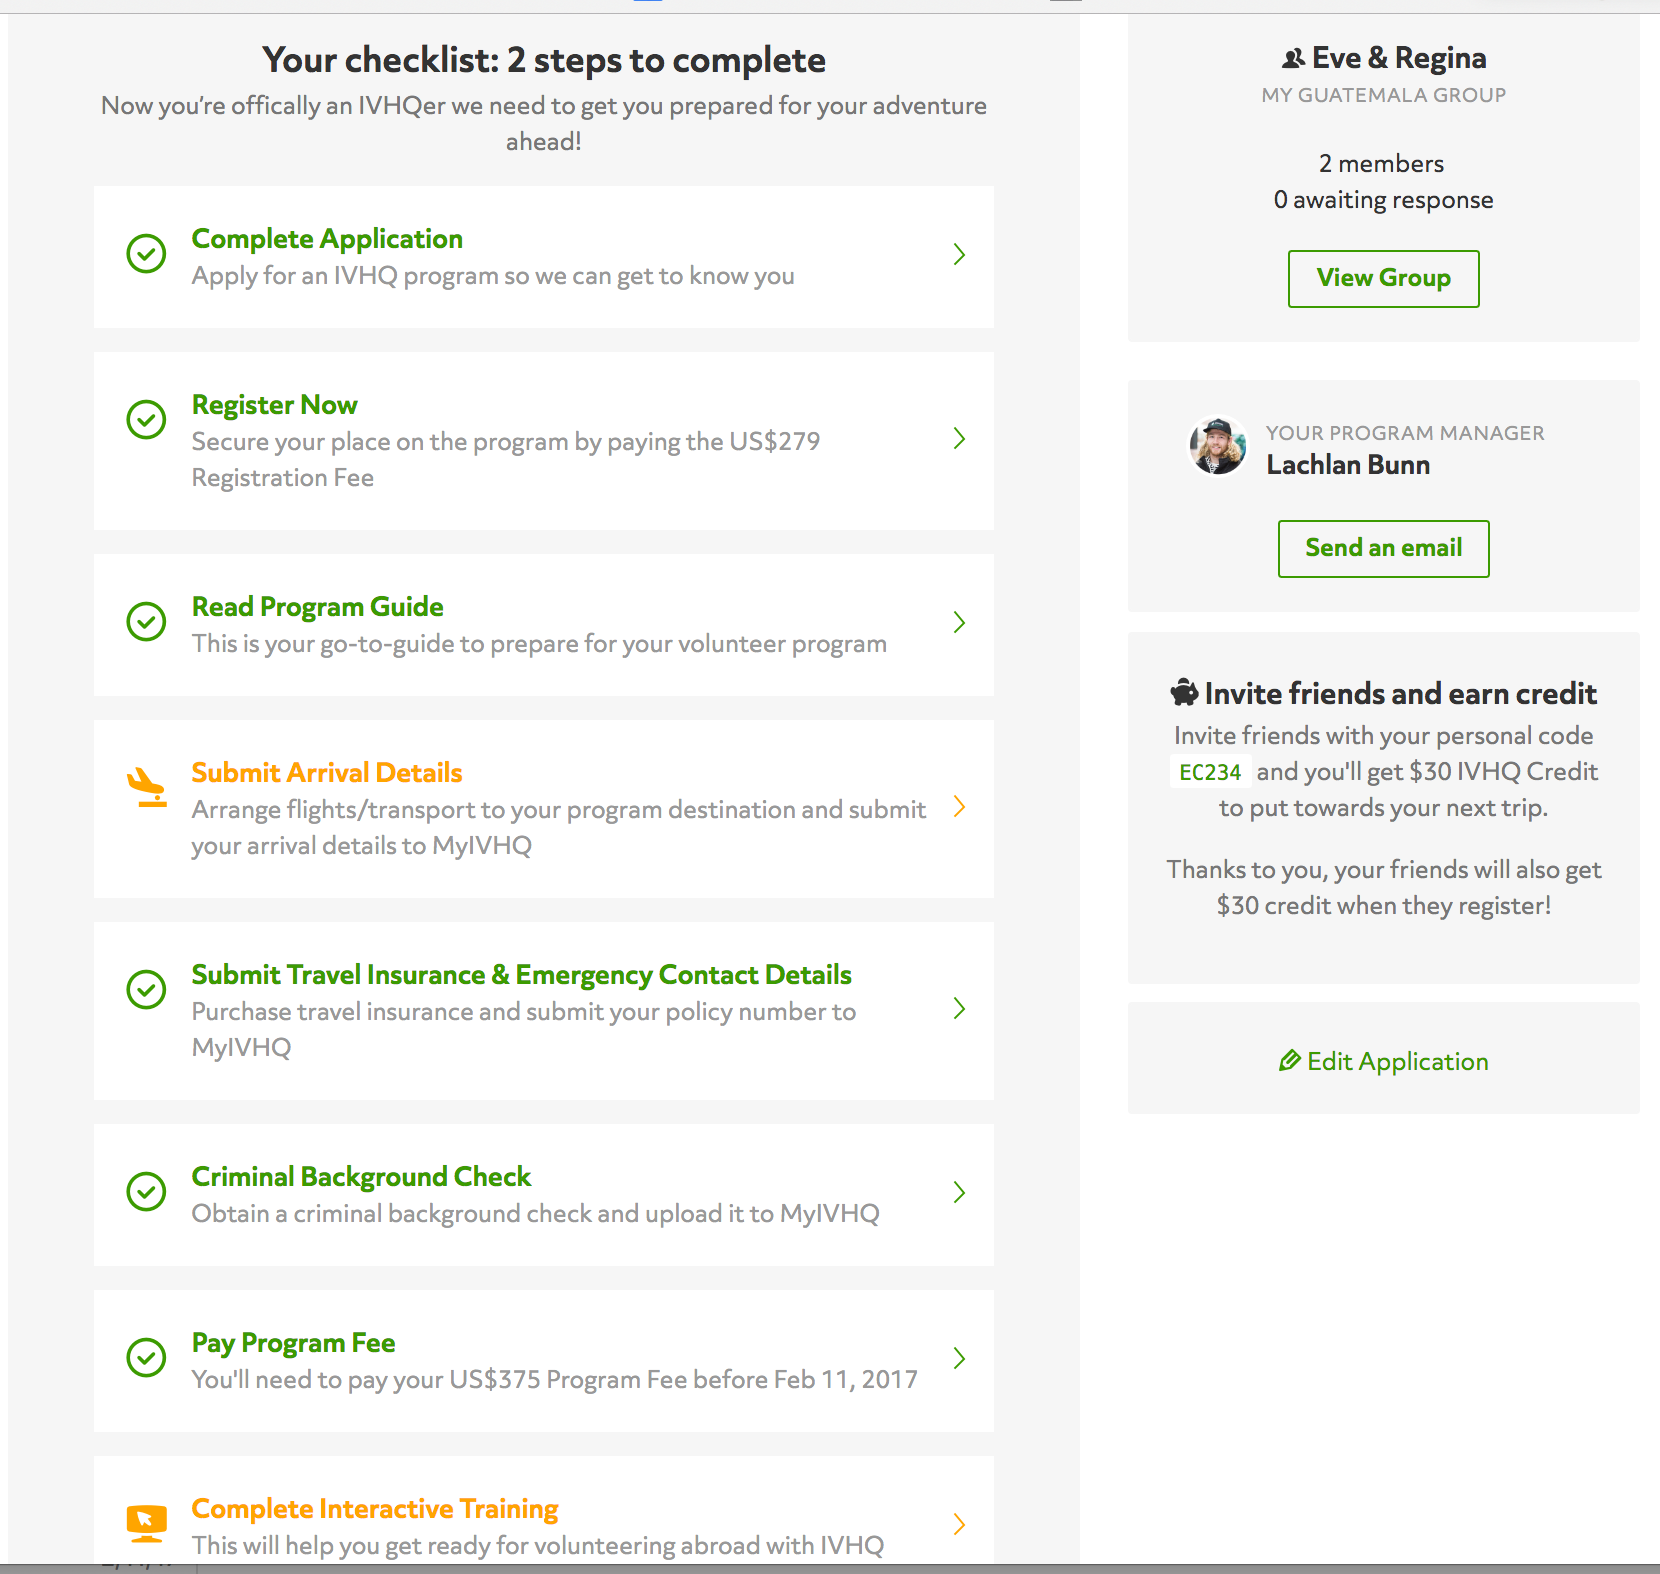 Your checklist: 2 steps to complete
Now you're offically an IVHQer we need to get you prepared for your adventure
ahead!
Complete Application
Apply for an IVHQ program so we can get to know you
Register Now
Secure your place on the program by paying the US$279
Registration Fee
Read Program Guide
This is your go-to-guide to prepare for your volunteer program
Submit Arrival Details
Arrange flights/transport to your program destination and submit
your arrival details to MyIVHQ
Submit Travel Insurance & Emergency Contact Details
Purchase travel insurance and submit your policy number to
MyIVHQ
Criminal Background Check
Obtain a criminal background check and upload it to MyIVHQ
Pay Program Fee
You'll need to pay your US$375 Program Fee before Feb 11, 2017
Complete Interactive Training
This will help you get ready for volunteering abroad with IVHQ
Eve & Regina
MY GUATEMALA GROUP
2 members
0 awaiting response
View Group
YOUR PROGRAM MANAGER
Lachlan Bunn
Send an email
Invite friends and earn credit
Invite friends with your personal code
EC234 and you'll get $30 IVHQ Credit
to put towards your next trip.
Thanks to you, your friends will also get
$30 credit when they register!
Edit Application